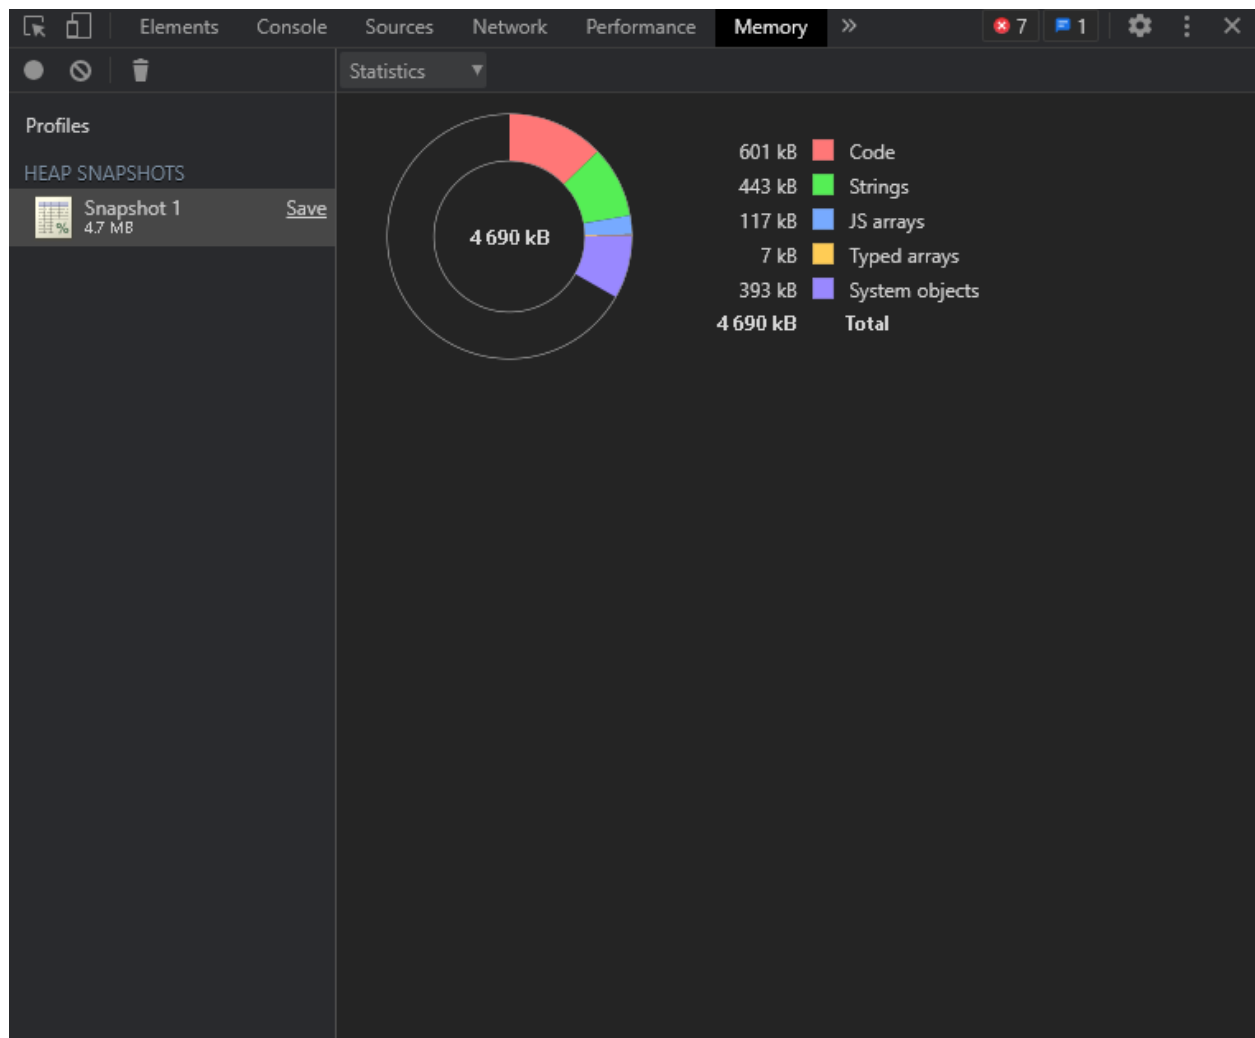 Elements Console Sources Network Performance Memory » 7 1
Statistics
Profiles
HEAP SNAPSHOTS
Snapshot 1 Save
4.7 MB
%
4 690 kB
601 kB Code
443 kB Strings
117 kB JS arrays
7 kB Typed arrays
393 kB System objects
4 690 kB Total